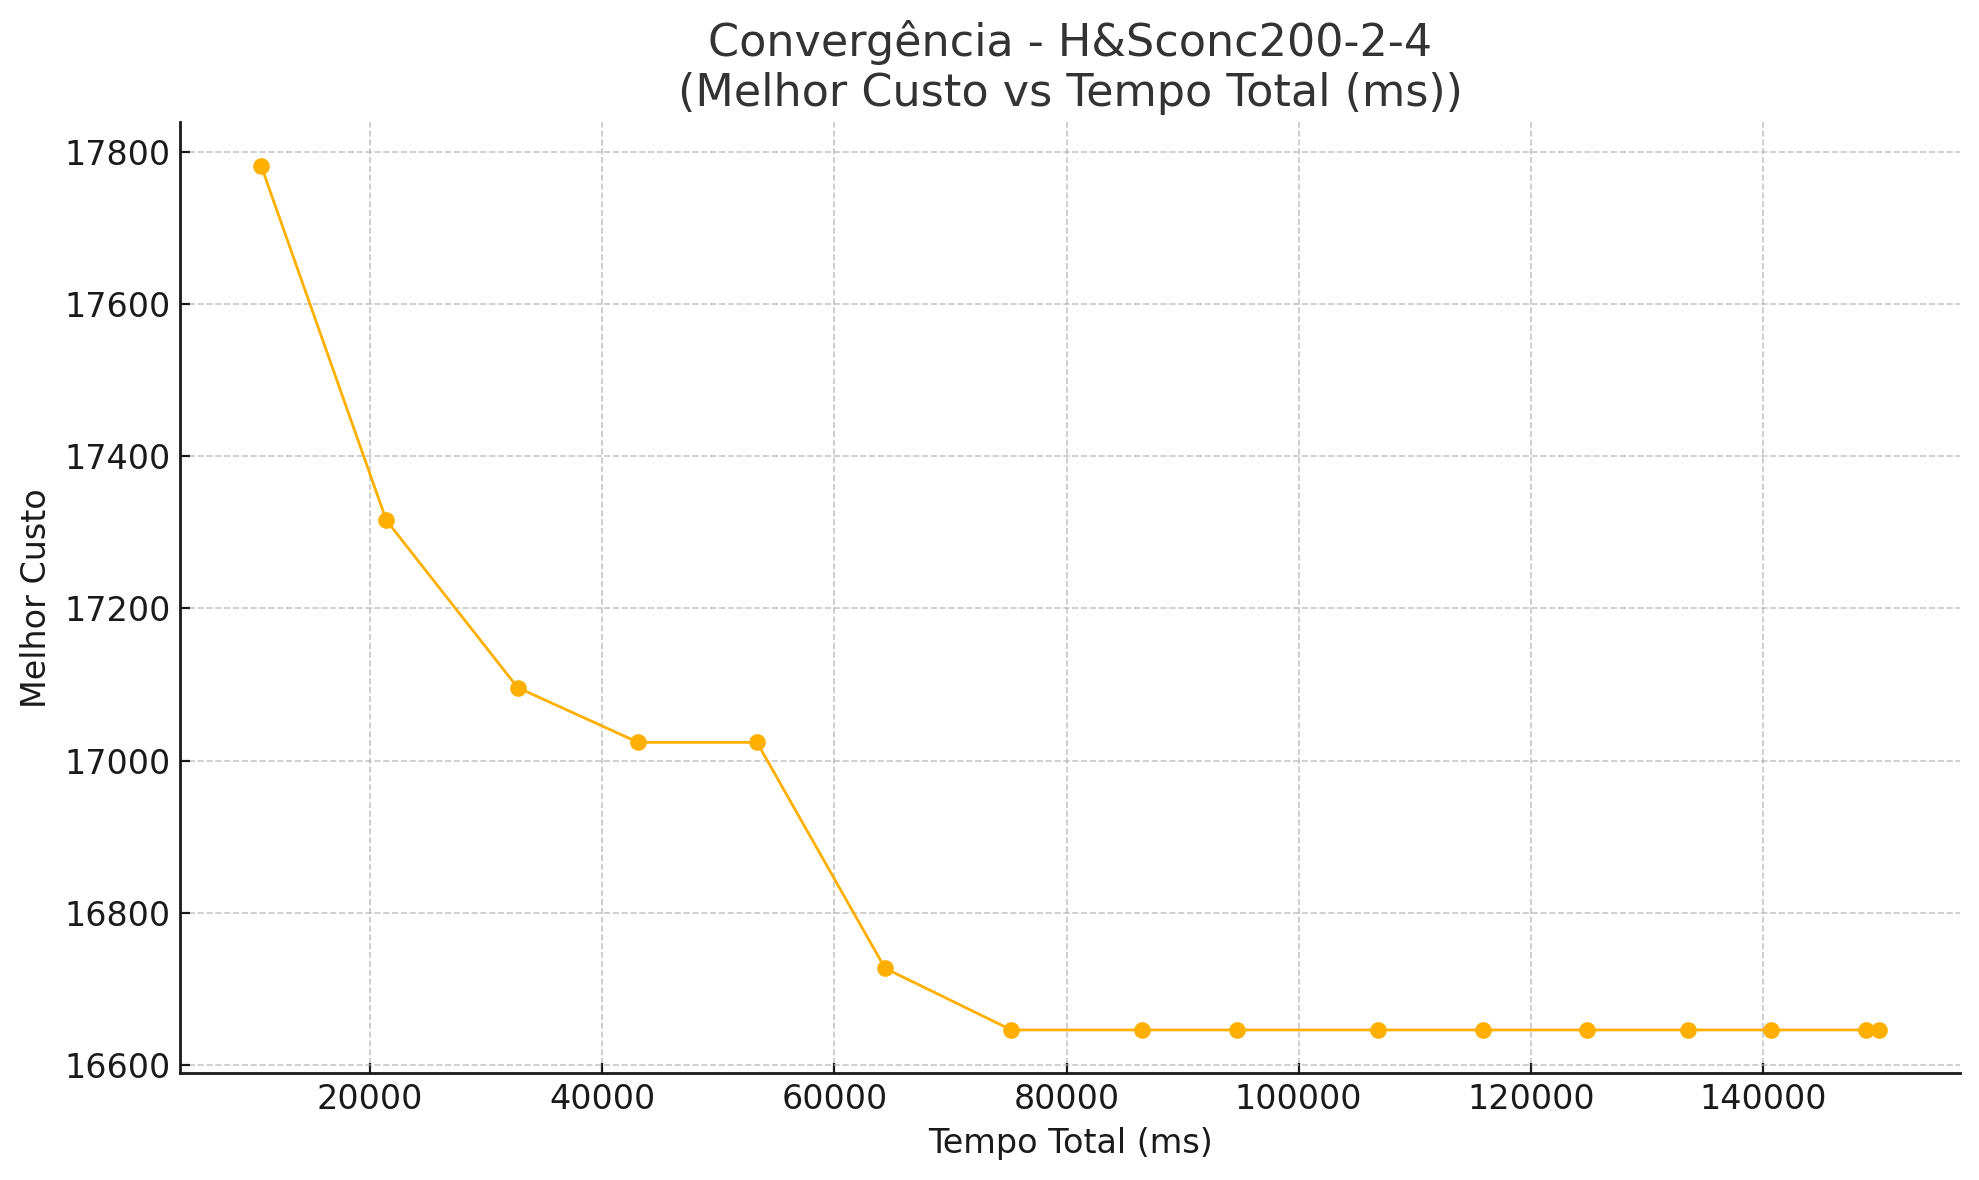 Convergência - H&Sconc200-2-4
(Melhor Custo vs Tempo Total (ms))
17800
17600
17400
17200
17000
16800
16600
Melhor Custo
20000 40000 60000 80000 100000 120000 140000
Tempo Total (ms)